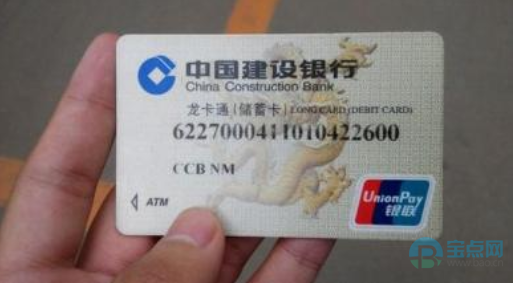 中国建设银行
China Construction Bank
龙卡通(储蓄卡) LONG CARD (DEBIT CARD)
6227000411010422600
CCB NM
ATM
UnionPay
银联
宝点网